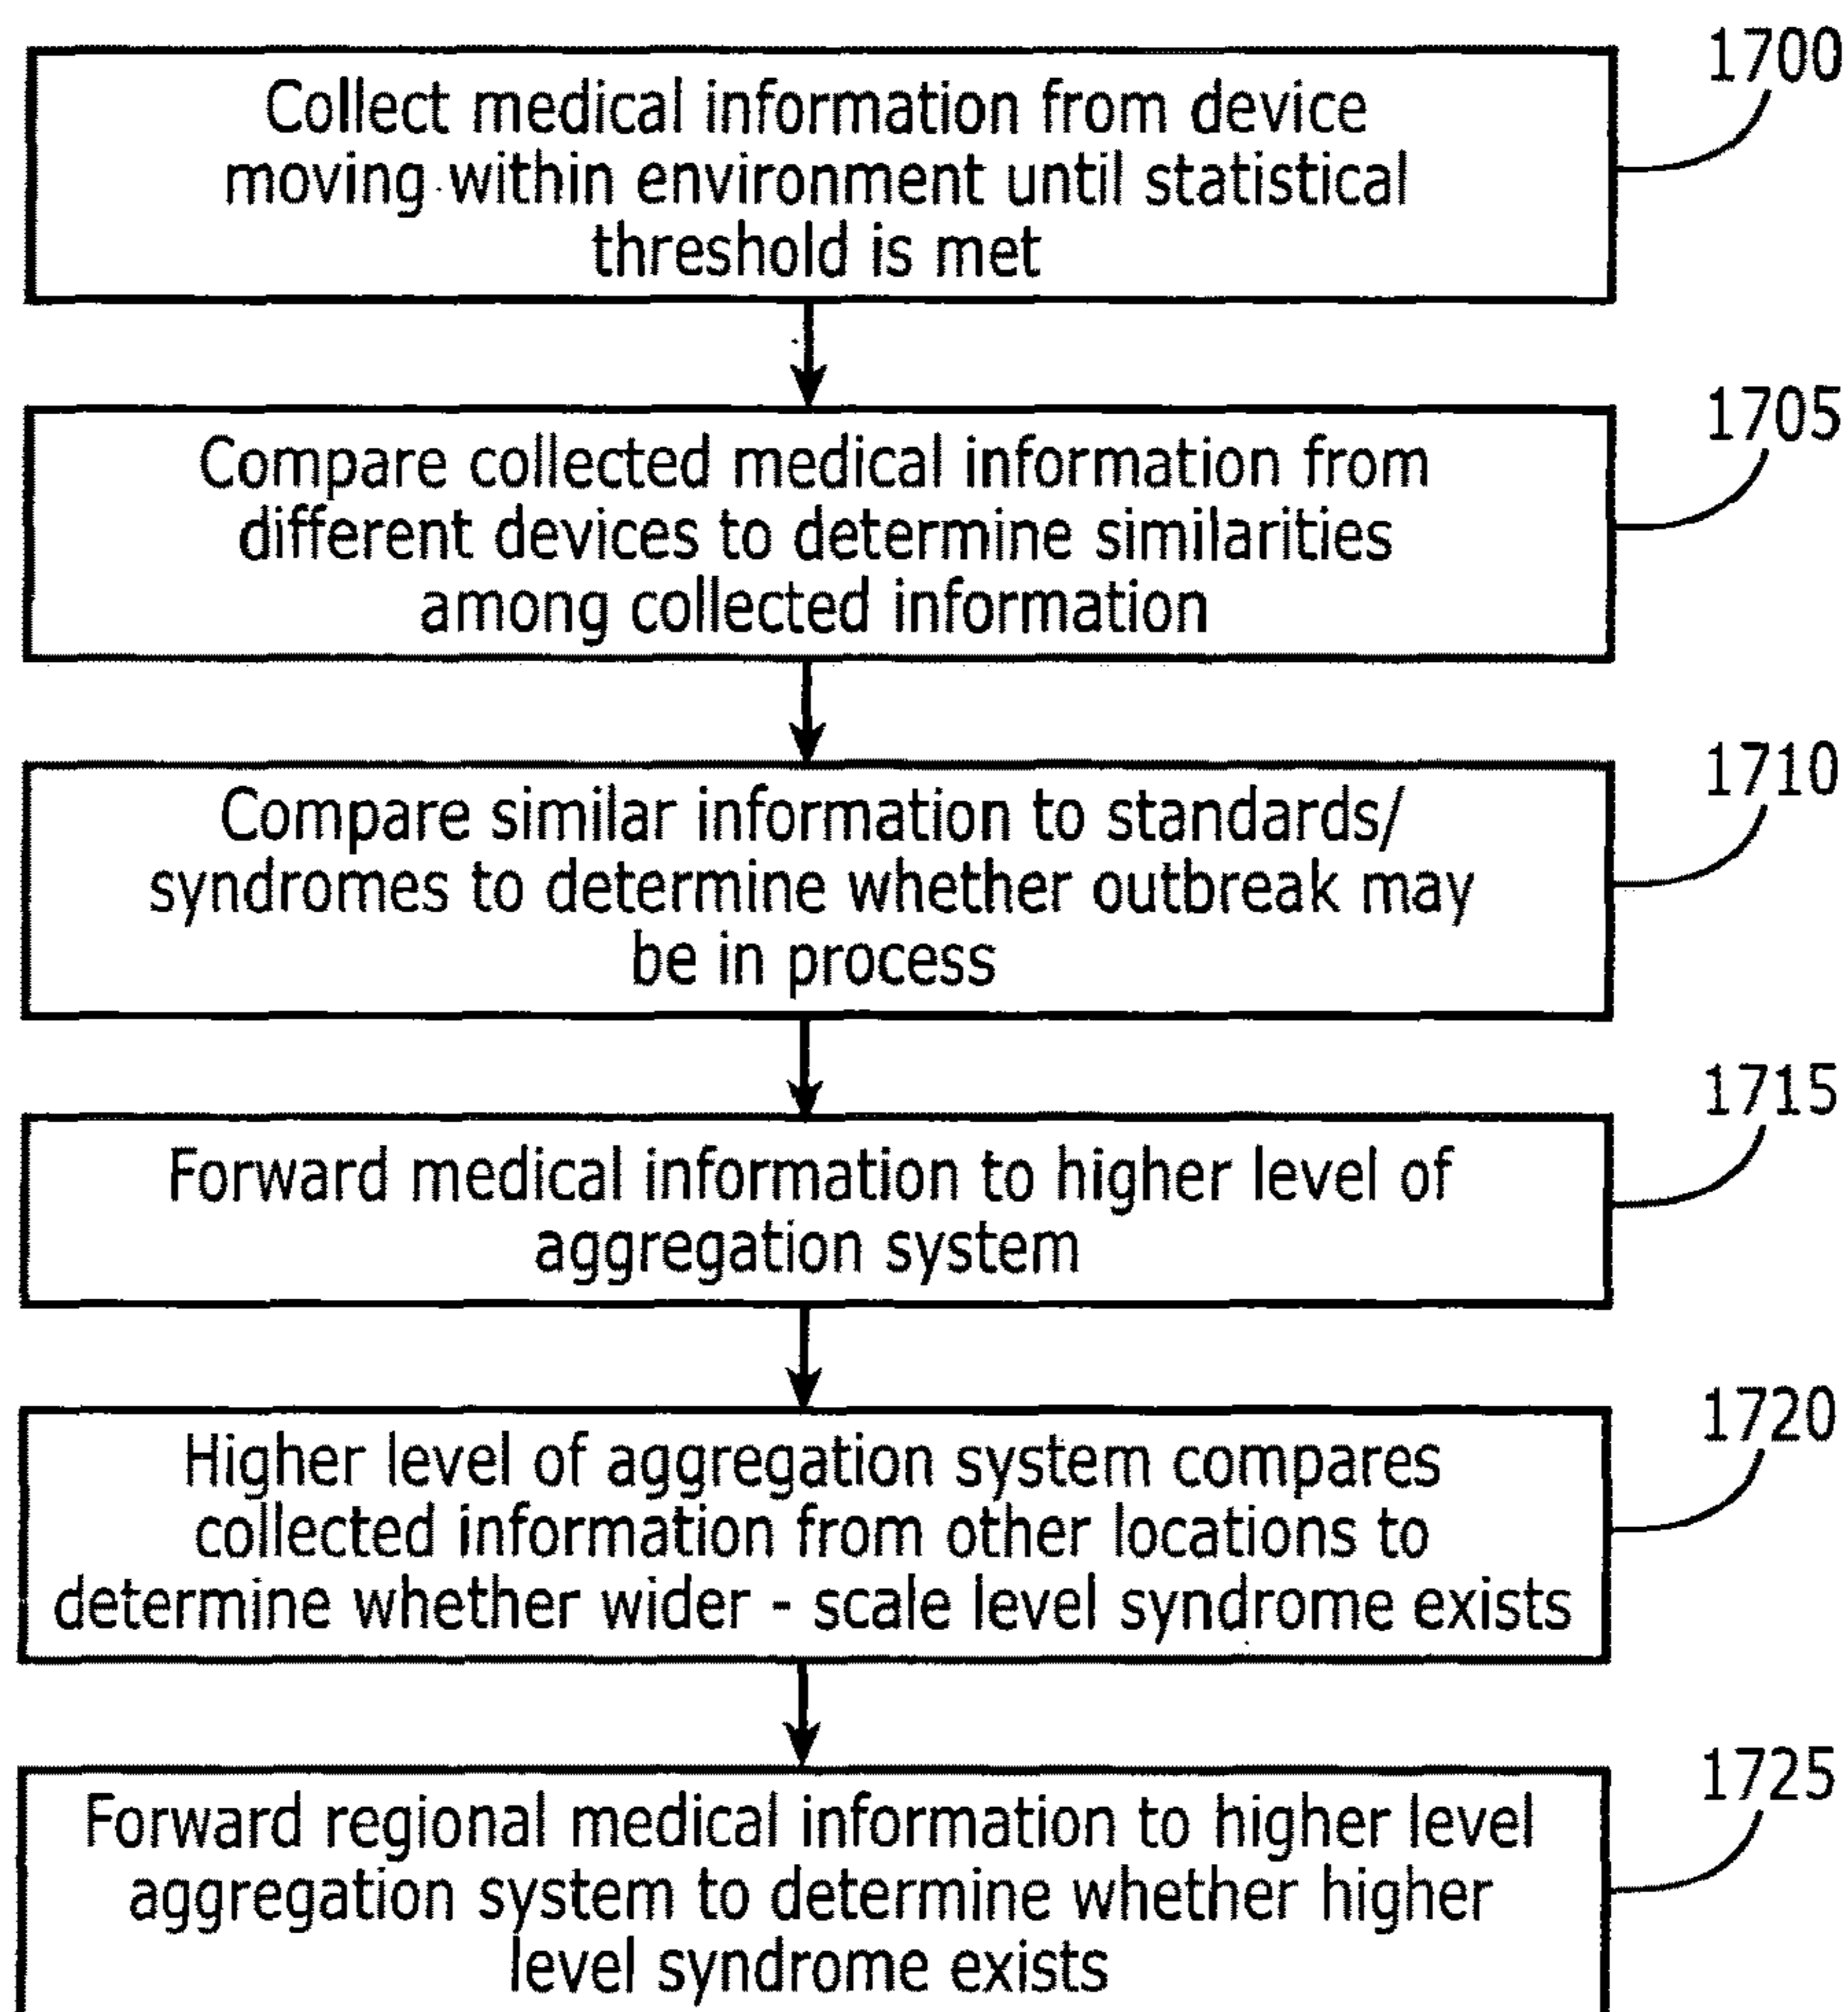 1700
Collect medical information from device
moving within environment until statistical
threshold is met
1705
Compare collected medical information from
different devices to determine similarities
among collected information
1710
Compare similar information to standards/
syndromes to determine whether outbreak may
be in process
1715
Forward medical information to higher level of
aggregation system
1720
Higher level of aggregation system compares
collected information from other locations to
determine whether wider - scale level syndrome exists
1725
Forward regional medical information to higher level
aggregation system to determine whether higher
level syndrome exists